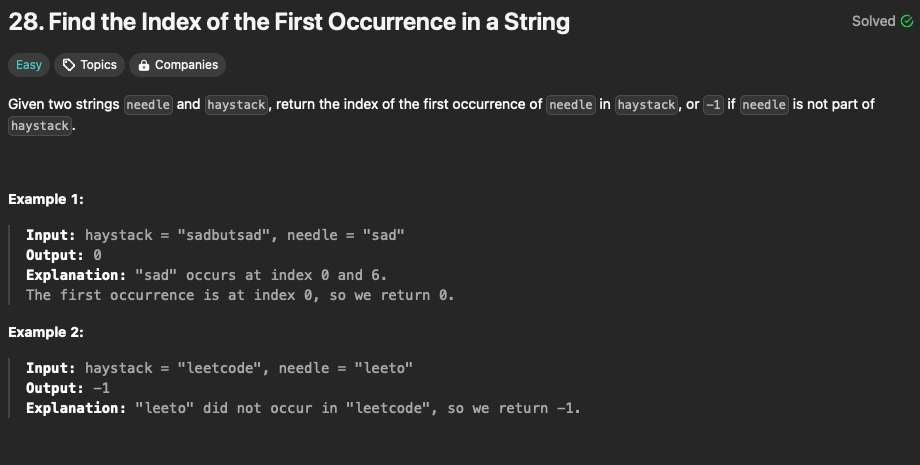 28. Find the Index of the First Occurrence in a String
Solved
Easy Topics Companies
Given two strings needle and haystack, return the index of the first occurrence of needle in haystack, or -1 if needle is not part of
haystack.
Example 1:
Input: haystack = "sadbutsad", needle = "sad"
Output: 0
Explanation: "sad" occurs at index 0 and 6.
The first occurrence is at index 0, so we return 0.
Example 2:
Input: haystack = "leetcode", needle = "leeto"
Output: -1
Explanation: "leeto" did not occur in "leetcode", so we return -1.